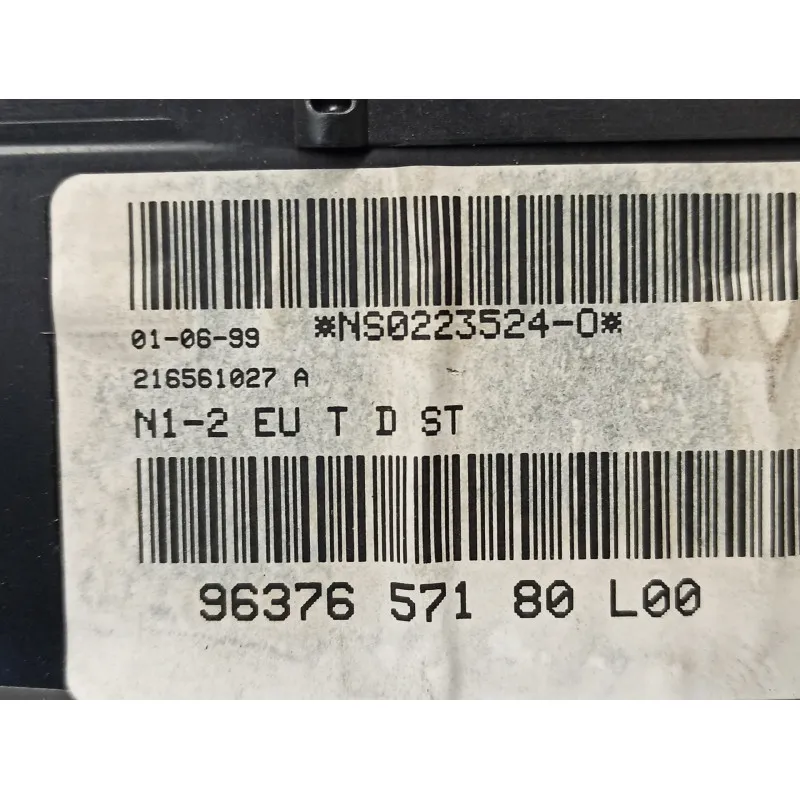 01-06-99 *NS0223524-0*
216561027 A
N1-2 EU T D ST
96376 571 80 L00